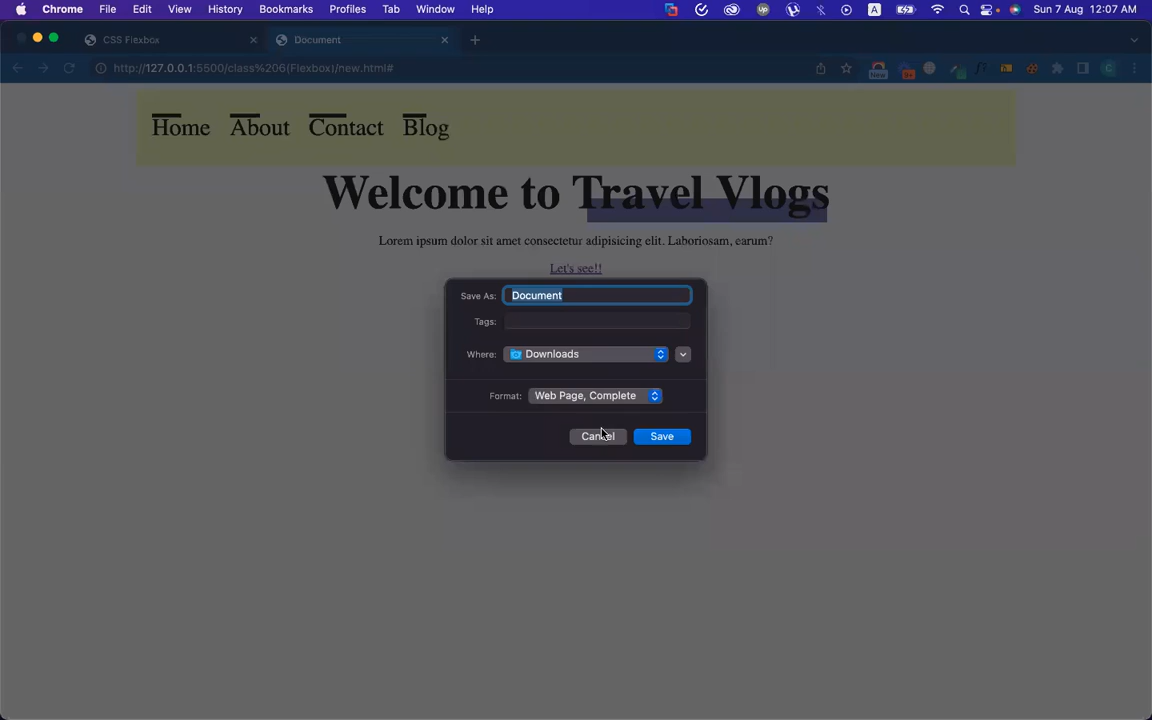 Chrome File Edit View History Bookmarks Profiles Tab Window Help Up A Sun 7 Aug 12:07 AM
CSS Flexbox Document
http://127.0.0.1:5500/class%206(Flexbox)/new.html# New 9+ f? C
Home About Contact Blog
Welcome to Travel Vlogs
Lorem ipsum dolor sit amet consectetur adipisicing elit. Laboriosam, earum?
Let's see!!
Save As: Document
Tags:
Where: Downloads
Format: Web Page, Complete
Cancel Save